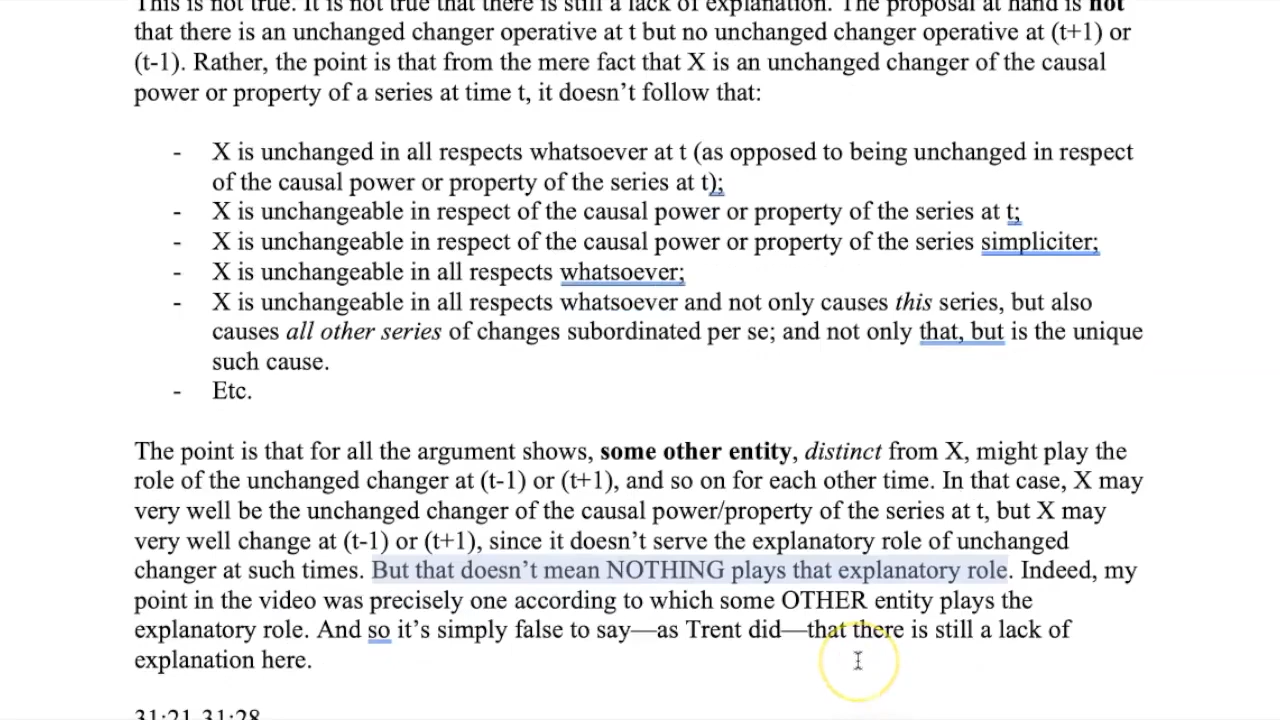 This is not true. It is not true that there is still a lack of explanation. The proposal at hand is not
that there is an unchanged changer operative at t but no unchanged changer operative at (t+1) or
(t-1). Rather, the point is that from the mere fact that X is an unchanged changer of the causal
power or property of a series at time t, it doesn’t follow that:
- X is unchanged in all respects whatsoever at t (as opposed to being unchanged in respect
of the causal power or property of the series at t);
- X is unchangeable in respect of the causal power or property of the series at t;
- X is unchangeable in respect of the causal power or property of the series simpliciter;
- X is unchangeable in all respects whatsoever;
- X is unchangeable in all respects whatsoever and not only causes this series, but also
causes all other series of changes subordinated per se; and not only that, but is the unique
such cause.
- Etc.
The point is that for all the argument shows, some other entity, distinct from X, might play the
role of the unchanged changer at (t-1) or (t+1), and so on for each other time. In that case, X may
very well be the unchanged changer of the causal power/property of the series at t, but X may
very well change at (t-1) or (t+1), since it doesn’t serve the explanatory role of unchanged
changer at such times. But that doesn’t mean NOTHING plays that explanatory role. Indeed, my
point in the video was precisely one according to which some OTHER entity plays the
explanatory role. And so it’s simply false to say—as Trent did—that there is still a lack of
explanation here.
31:21-31:28